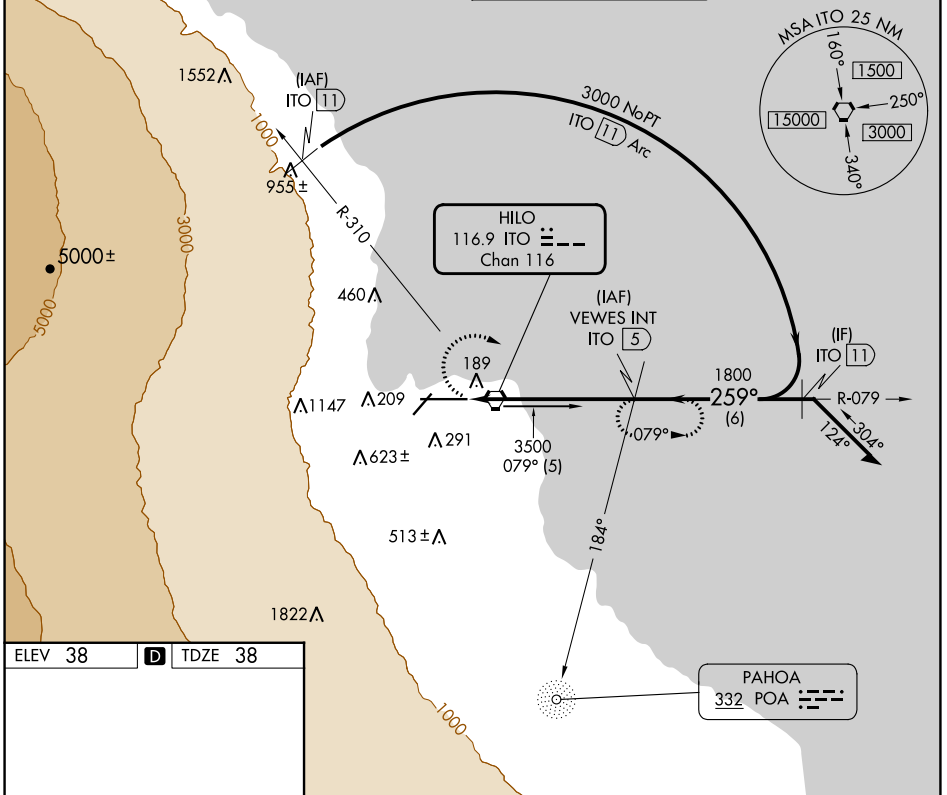 MSA ITO 25 NM
160°
1500
250°
15000
3000
340°
1552
(IAF)
ITO 11
3000 NoPT
ITO 11 Arc
1000
955±
R-310
3000
5000±
5000
HILO
116.9 ITO
Chan 116
460
(IAF)
VEWES INT
ITO 5
(IF)
ITO 11
189
1800
259°
(6)
R-079
1147
209
291
623±
3500
079° (5)
079°
304°
124°
513±
184°
1822
ELEV 38
D
TDZE 38
PAHOA
332 POA
1000